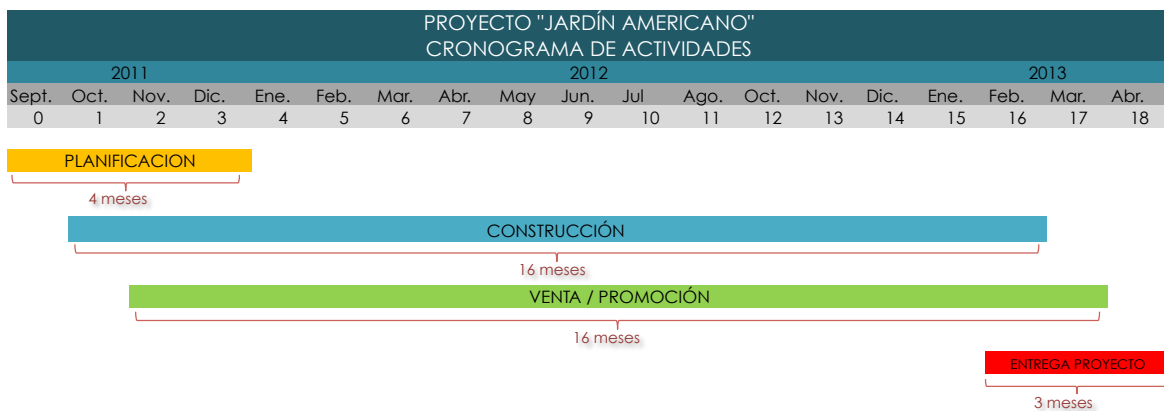 PROYECTO "JARDÍN AMERICANO"
CRONOGRAMA DE ACTIVIDADES
2011 2012 2013
Sept. Oct. Nov. Dic. Ene. Feb. Mar. Abr. May Jun. Jul Ago. Oct. Nov. Dic. Ene. Feb. Mar. Abr.
0 1 2 3 4 5 6 7 8 9 10 11 12 13 14 15 16 17 18
PLANIFICACION
4 meses
CONSTRUCCIÓN
16 meses
VENTA / PROMOCIÓN
16 meses
ENTREGA PROYECTO
3 meses